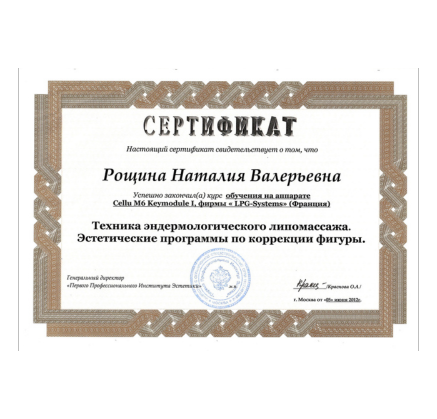 СЕРТИФИКАТ
Настоящий сертификат свидетельствует о том, что
Рощина Наталия Валерьевна
Успешно закончил(а) курс обучения на аппарате
Cellu M6 Keymodule I, фирмы « LPG-Systems» (Франция)
Техника эндермологического липомассажа.
Эстетические программы по коррекции фигуры.
Генеральный директор
«Первого Профессионального Института Эстетики»
м.п.
/Краскова О.А/
г. Москва от «01» июня 2012г.